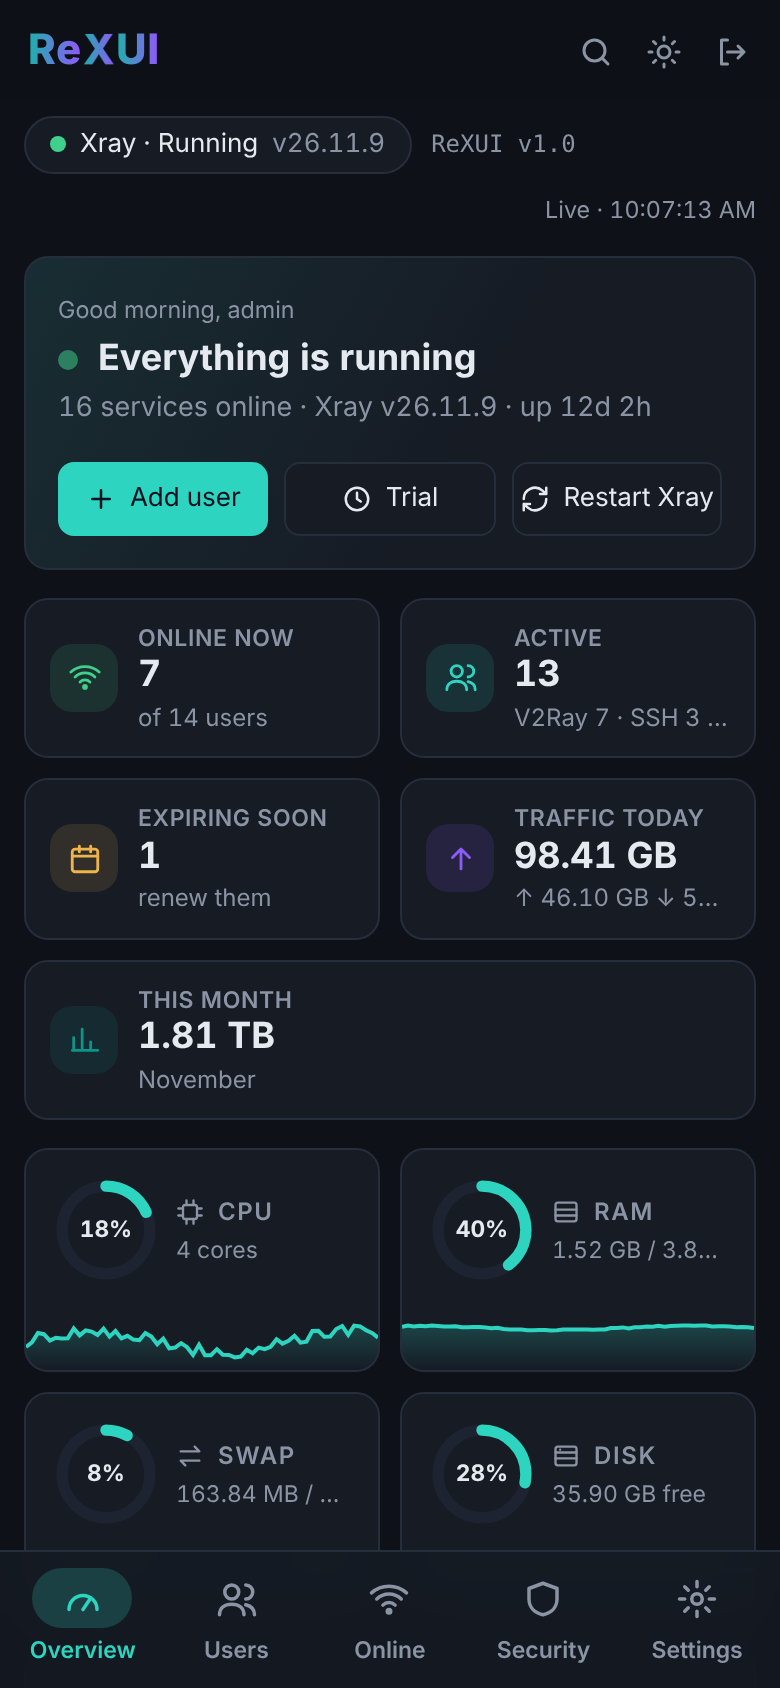 ReXUI
Xray · Running v26.11.9
ReXUI v1.0
Live · 10:07:13 AM
Good morning, admin
Everything is running
16 services online · Xray v26.11.9 · up 12d 2h
Add user
Trial
Restart Xray
ONLINE NOW
7
of 14 users
ACTIVE
13
V2Ray 7 · SSH 3 ...
EXPIRING SOON
1
renew them
TRAFFIC TODAY
98.41 GB
↑ 46.10 GB ↓ 5...
THIS MONTH
1.81 TB
November
18%
CPU
4 cores
40%
RAM
1.52 GB / 3.8...
8%
SWAP
163.84 MB / ...
28%
DISK
35.90 GB free
Overview
Users
Online
Security
Settings